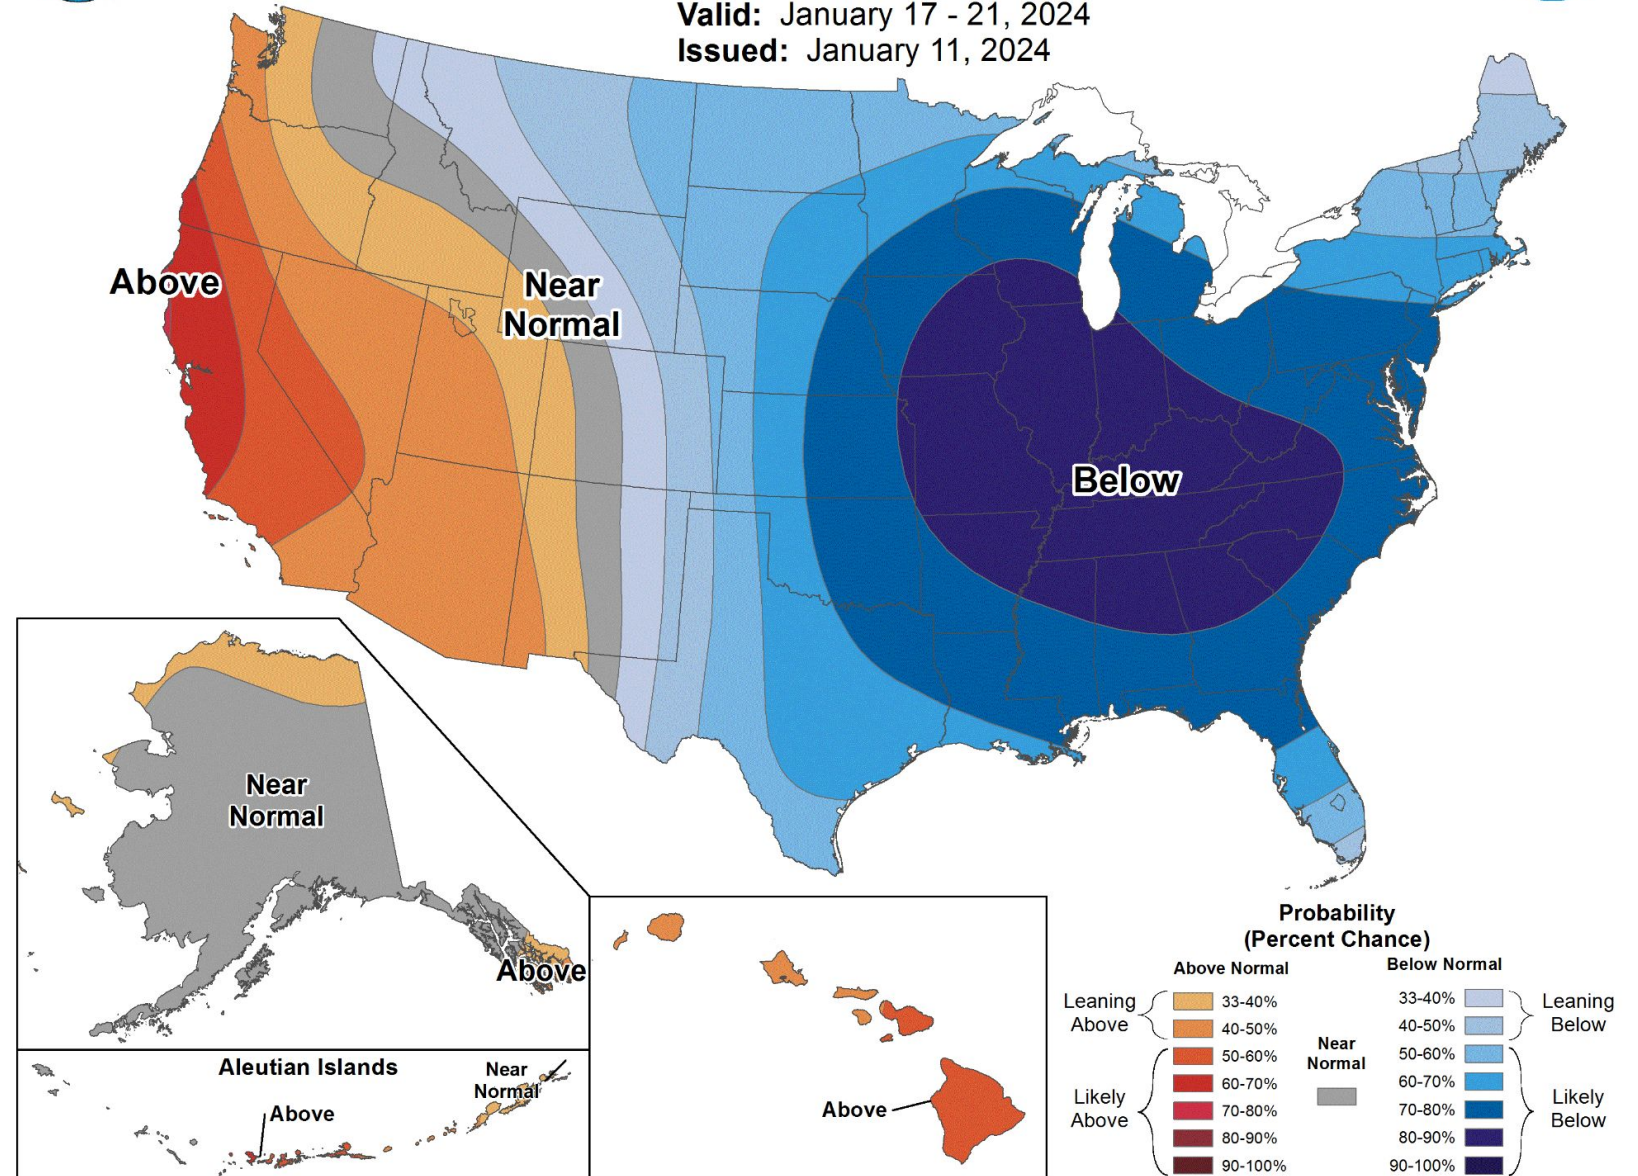 Valid: January 17 - 21, 2024
Issued: January 11, 2024
Above
Near
Normal
Below
Near
Normal
Above
Aleutian Islands
Near
Normal
Above
Above
Probability
(Percent Chance)
Above Normal
Below Normal
Leaning
Above
33-40%
40-50%
Likely
Above
50-60%
60-70%
70-80%
80-90%
90-100%
Near
Normal
33-40%
40-50%
Leaning
Below
50-60%
60-70%
70-80%
80-90%
90-100%
Likely
Below